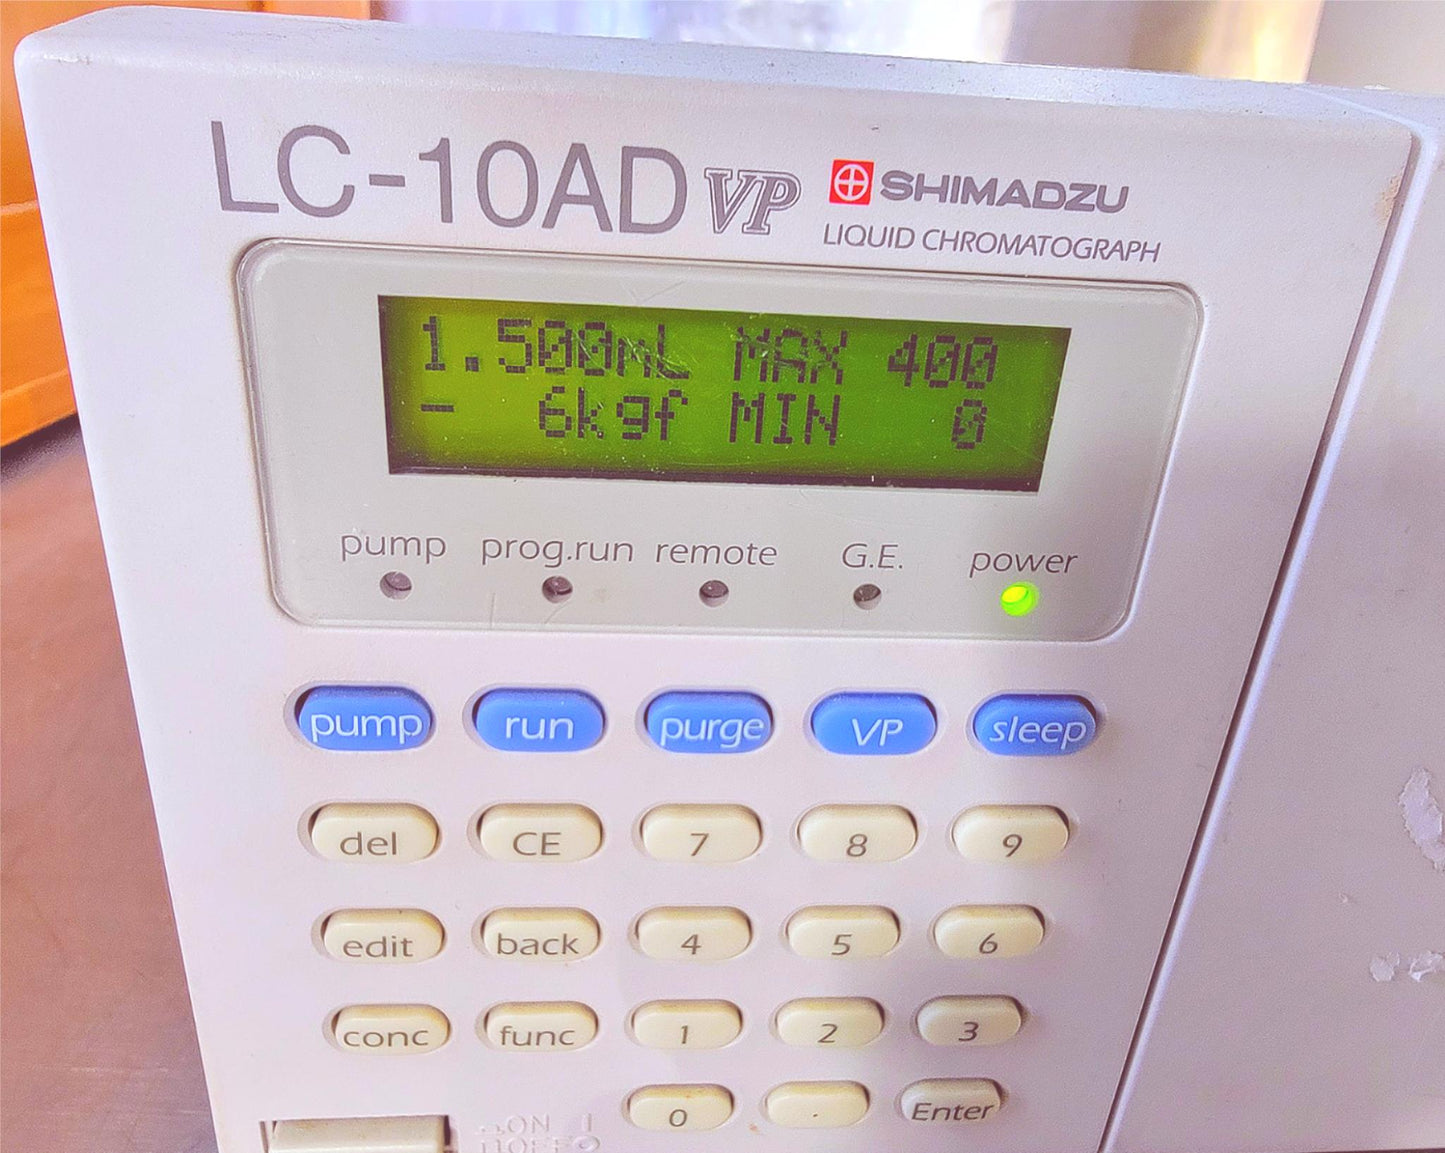 LC-10AD VP SHIMADZU
LIQUID CHROMATOGRAPH
1.500mL MAX 400
- 6kgf MIN 0
pump prog.run remote G.E. power
pump run purge VP sleep
del CE 7 8 9
edit back 4 5 6
conc func 1 2 3
0 . Enter
ON
OFF